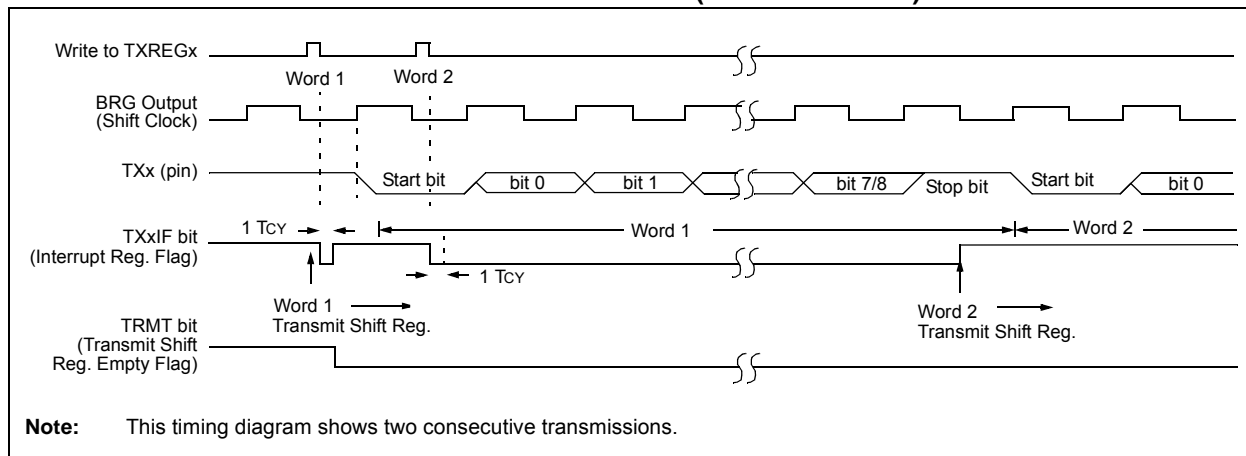 Write to TXREGx
Word 1
Word 2
BRG Output
(Shift Clock)
TXx (pin)
Start bit
bit 0
bit 1
bit 7/8
Stop bit
Start bit
bit 0
1 TCY
TXxIF bit
(Interrupt Reg. Flag)
Word 1
Word 2
1 TCY
Word 1
Transmit Shift Reg.
Word 2
Transmit Shift Reg.
TRMT bit
(Transmit Shift
Reg. Empty Flag)
Note: This timing diagram shows two consecutive transmissions.